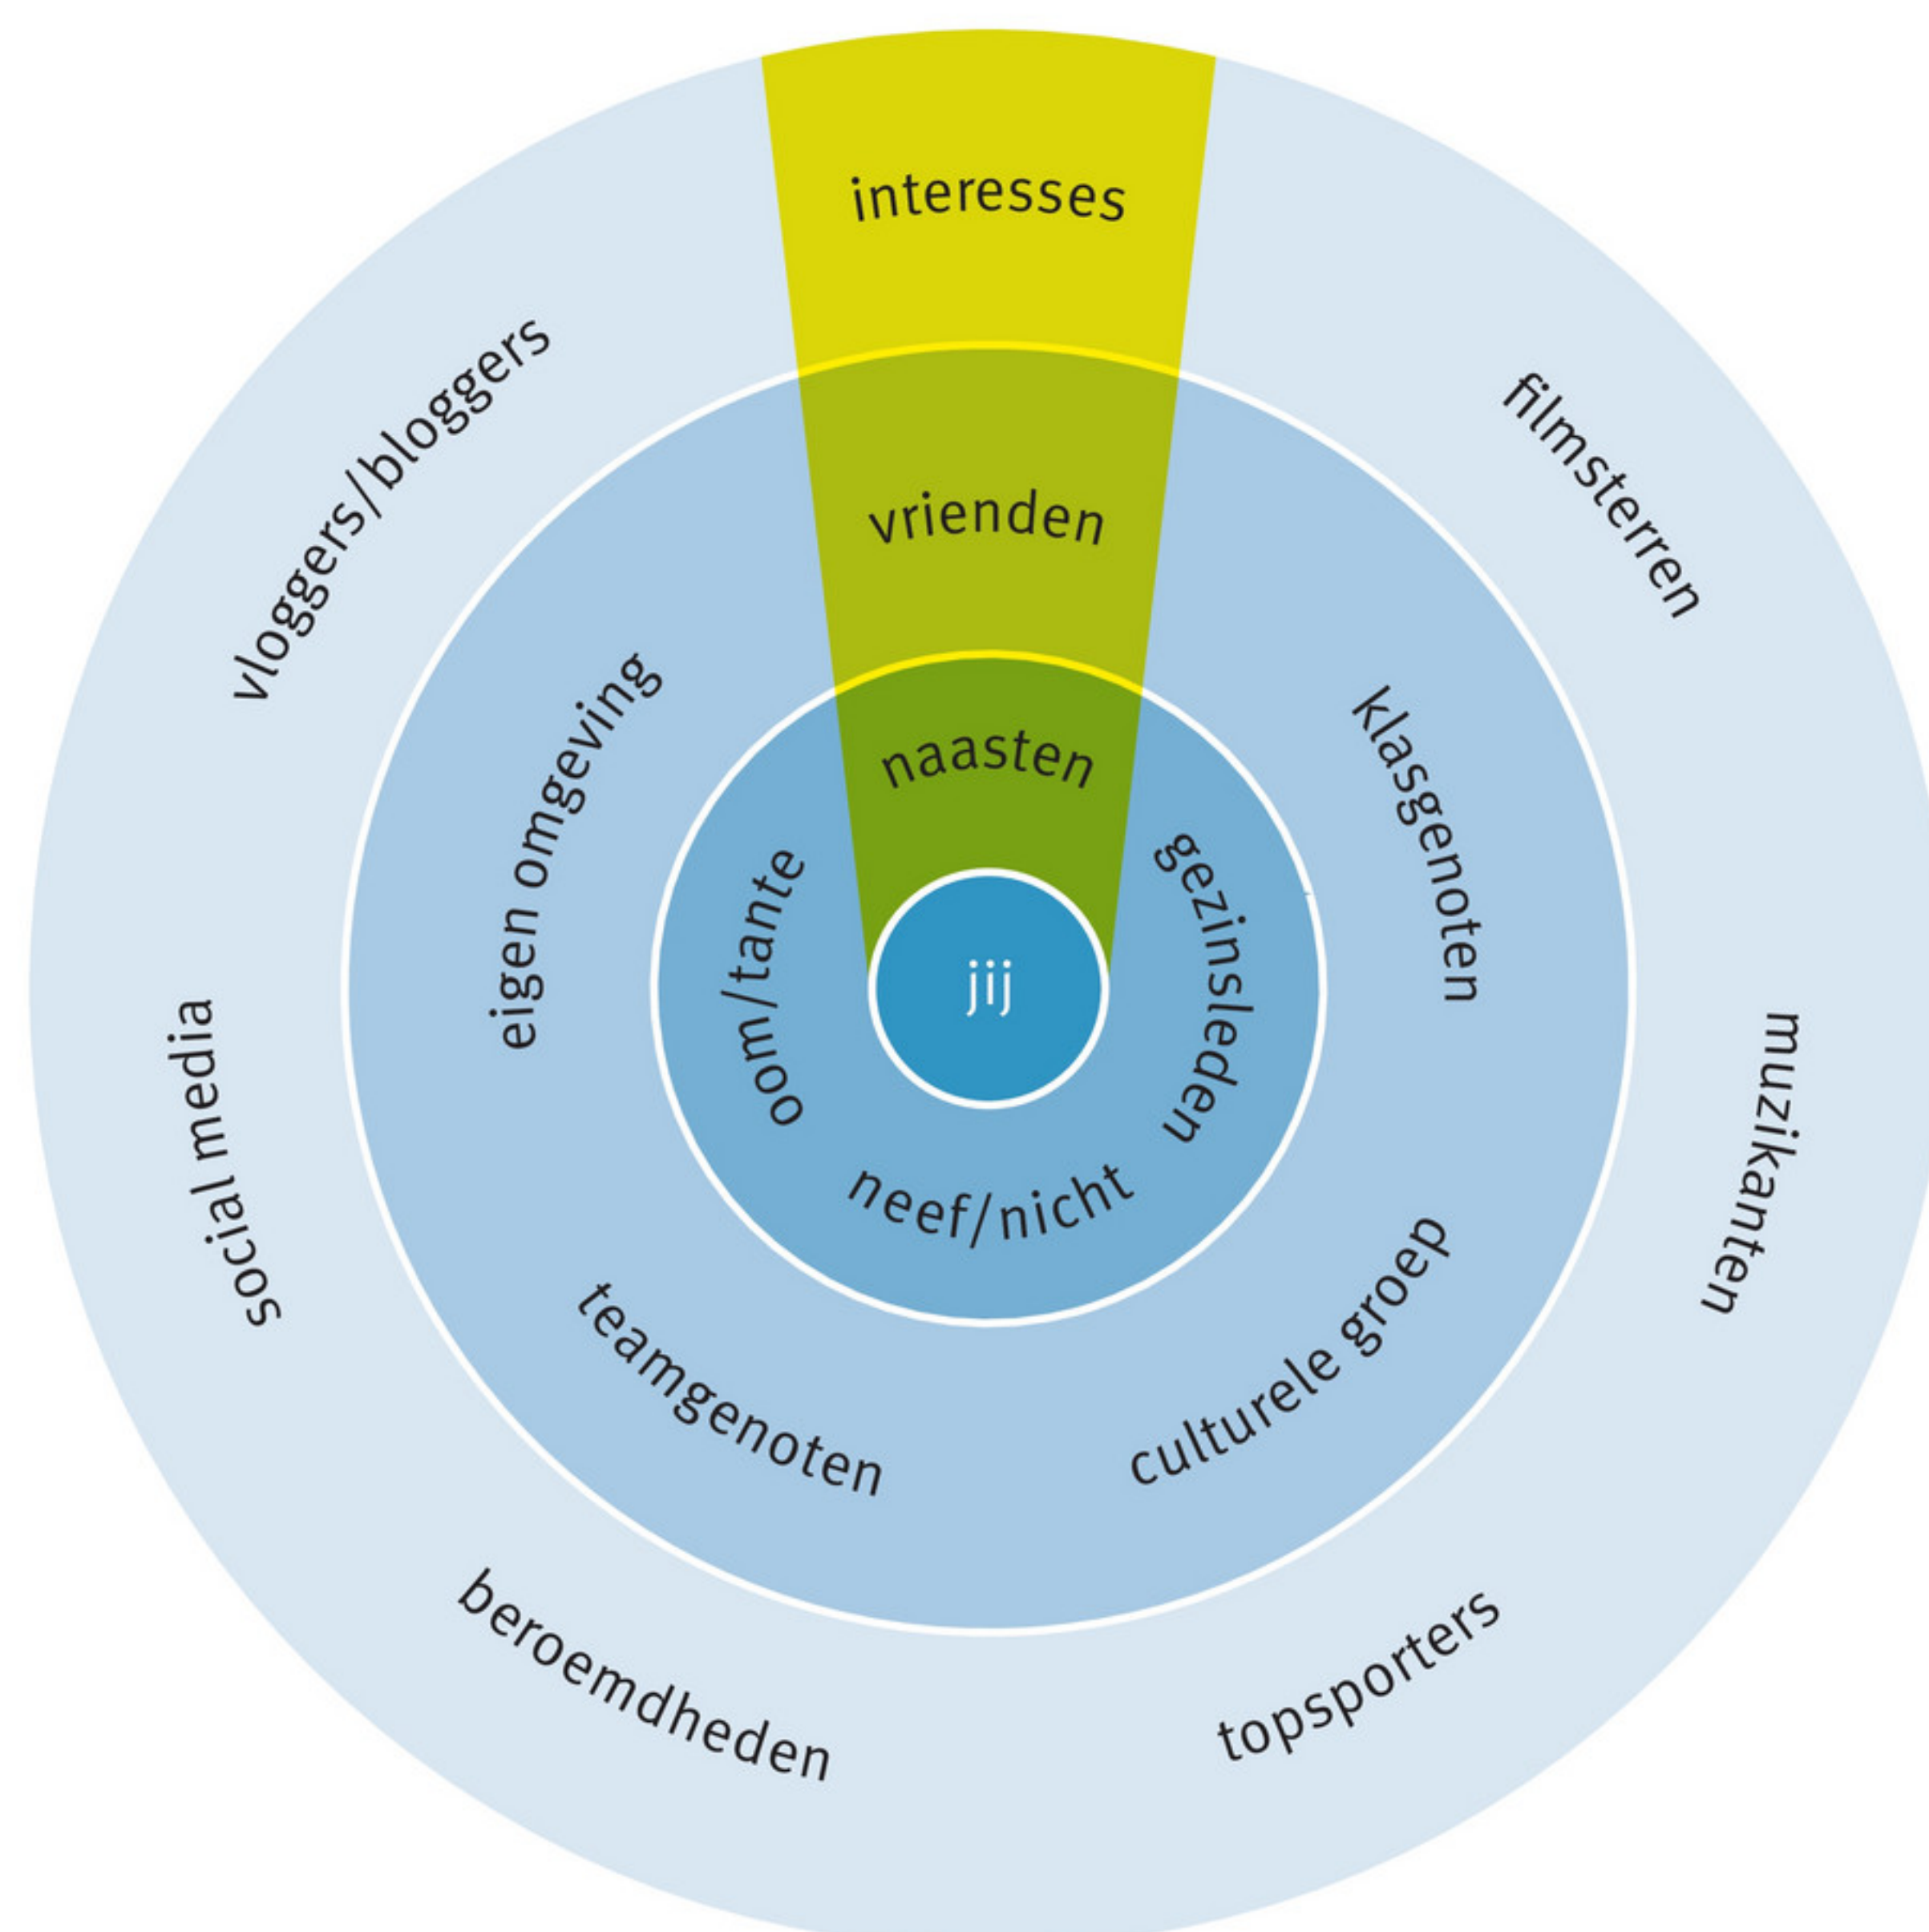 interesses
vrienden
naasten
jij
gezinsleden
neef/nicht
oom/tante
klasgenoten
culturele groep
teamgenoten
eigen omgeving
filmsterren
muzikanten
topsporters
beroemdheden
social media
vloggers/bloggers